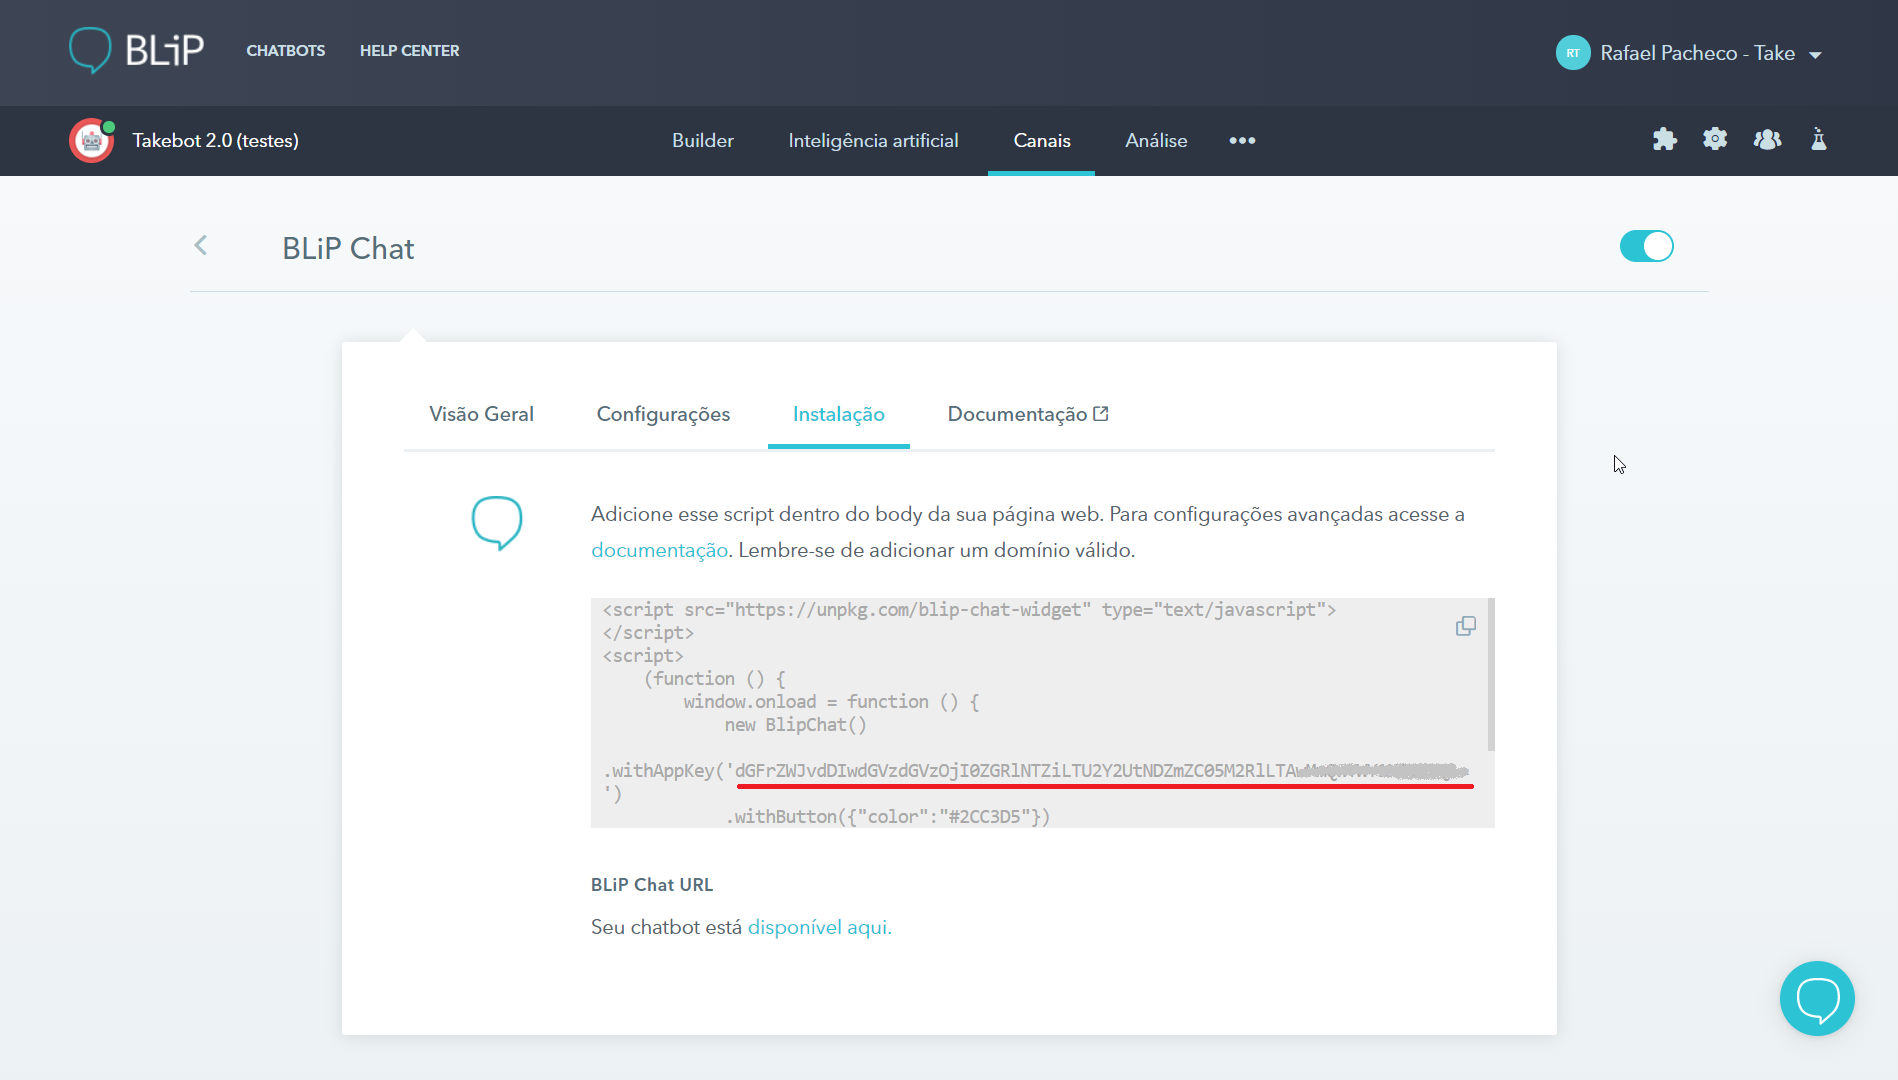 BLiP
CHATBOTS
HELP CENTER
RT
Rafael Pacheco - Take
Takebot 2.0 (testes)
Builder
Inteligência artificial
Canais
Análise
BLiP Chat
Visão Geral
Configurações
Instalação
Documentação
Adicione esse script dentro do body da sua página web. Para configurações avançadas acesse a
documentação. Lembre-se de adicionar um domínio válido.
<script src="https://unpkg.com/blip-chat-widget" type="text/javascript">
</script>
<script>
(function () {
window.onload = function () {
new BlipChat()
.withAppKey('dGFrZWJvdDIwdGVzdGVzOjI0ZGRlNTZiLTU2Y2UtNDZmZC05M2RlLTA
')
.withButton({"color":"#2CC3D5"})
BLiP Chat URL
Seu chatbot está disponível aqui.